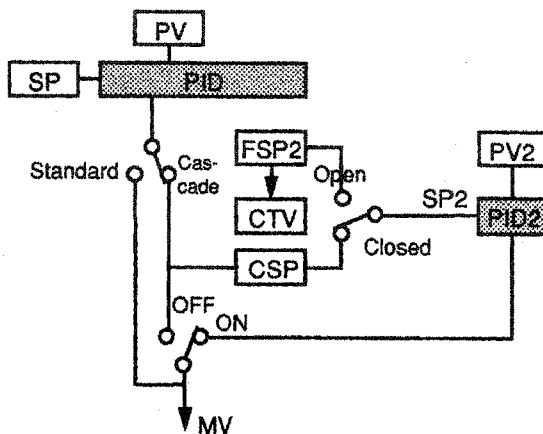 PV
SP
PID
Standard
Cas-
cade
FSP2
Open
PV2
CTV
SP2
PID2
Closed
CSP
OFF
ON
MV